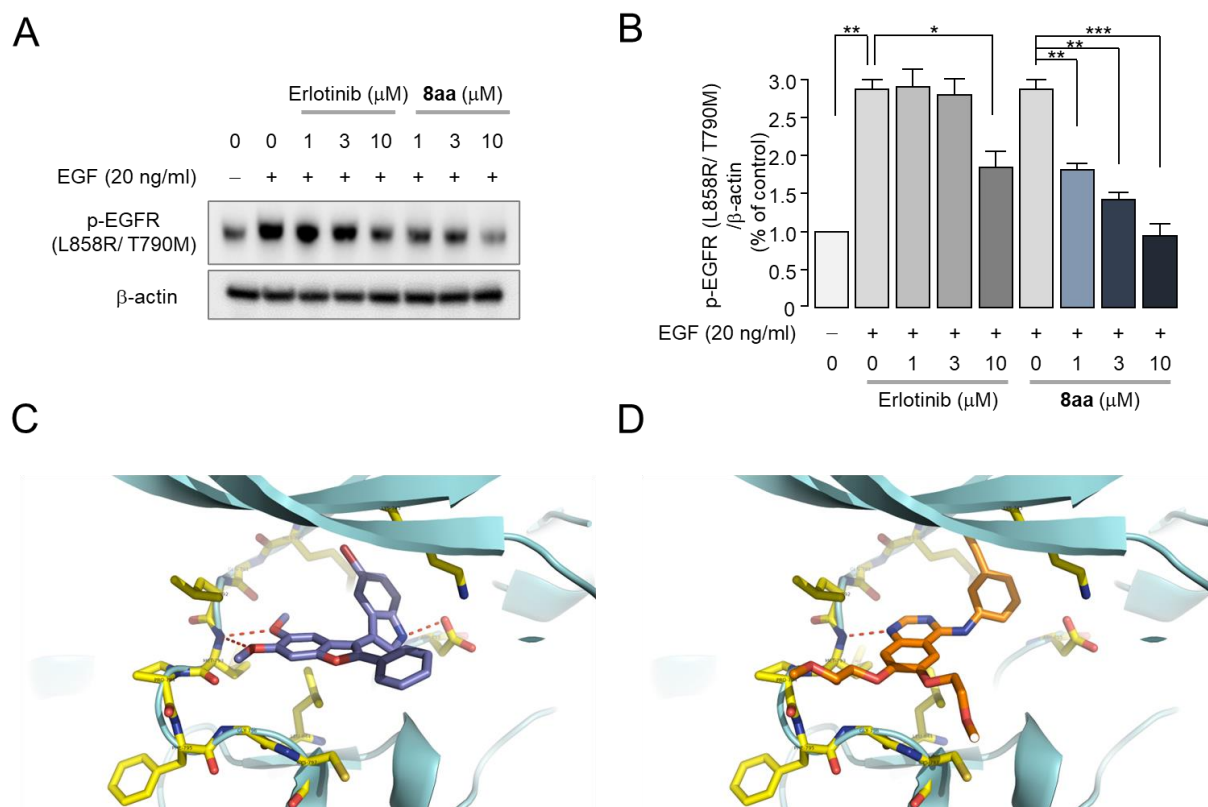 A
Erlotinib (μM) 8aa (μM)
0 0 1 3 10 1 3 10
EGF (20 ng/ml) – + + + + + + +
p-EGFR
(L858R/ T790M)
β-actin
B
** * *** ** **
p-EGFR (L858R/ T790M)
/β-actin
(% of control)
3.0
2.5
2.0
1.5
1.0
0.5
0
EGF (20 ng/ml) – + + + + + + + +
0 0 1 3 10 0 1 3 10
Erlotinib (μM) 8aa (μM)
C
D